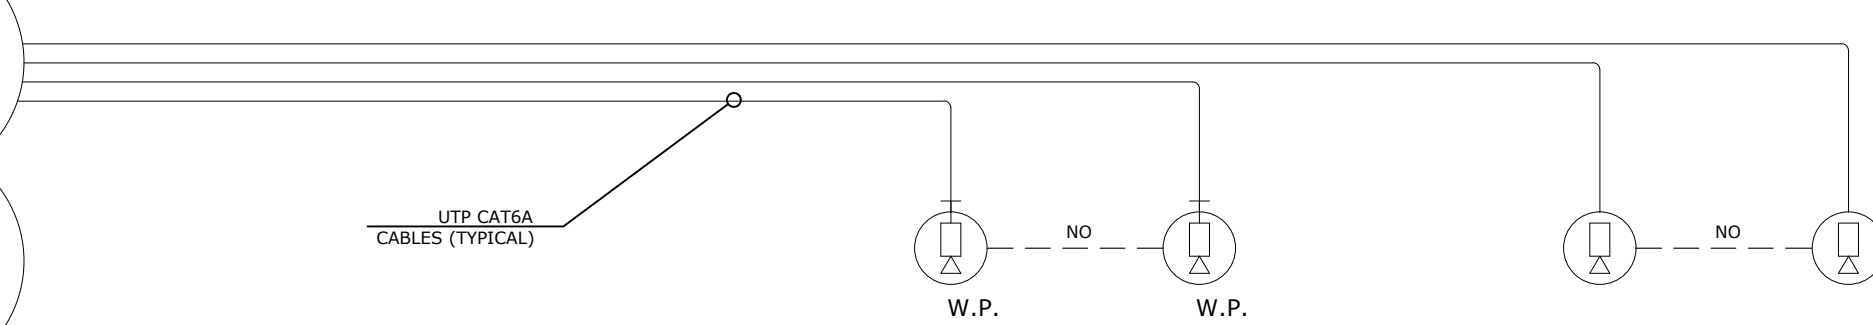 UTP CAT6A
CABLES (TYPICAL)
NO
NO
W.P.
W.P.